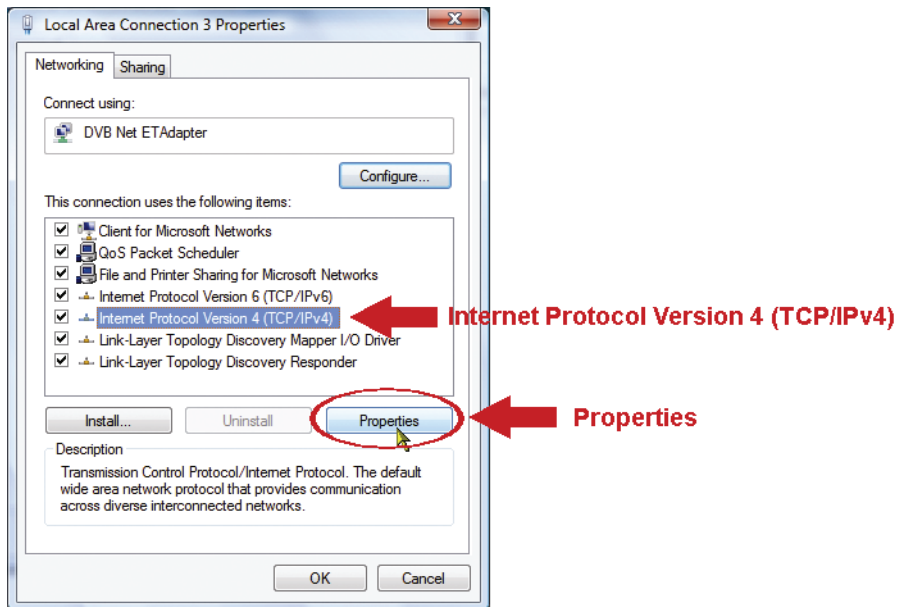 Local Area Connection 3 Properties
Networking
Sharing
Connect using:
DVB Net ETAdapter
Configure...
This connection uses the following items:
Client for Microsoft Networks
QoS Packet Scheduler
File and Printer Sharing for Microsoft Networks
Internet Protocol Version 6 (TCP/IPv6)
Internet Protocol Version 4 (TCP/IPv4)
Internet Protocol Version 4 (TCP/IPv4)
Link-Layer Topology Discovery Mapper I/O Driver
Link-Layer Topology Discovery Responder
Install...
Uninstall
Properties
Properties
Description
Transmission Control Protocol/Internet Protocol. The default
wide area network protocol that provides communication
across diverse interconnected networks.
OK
Cancel